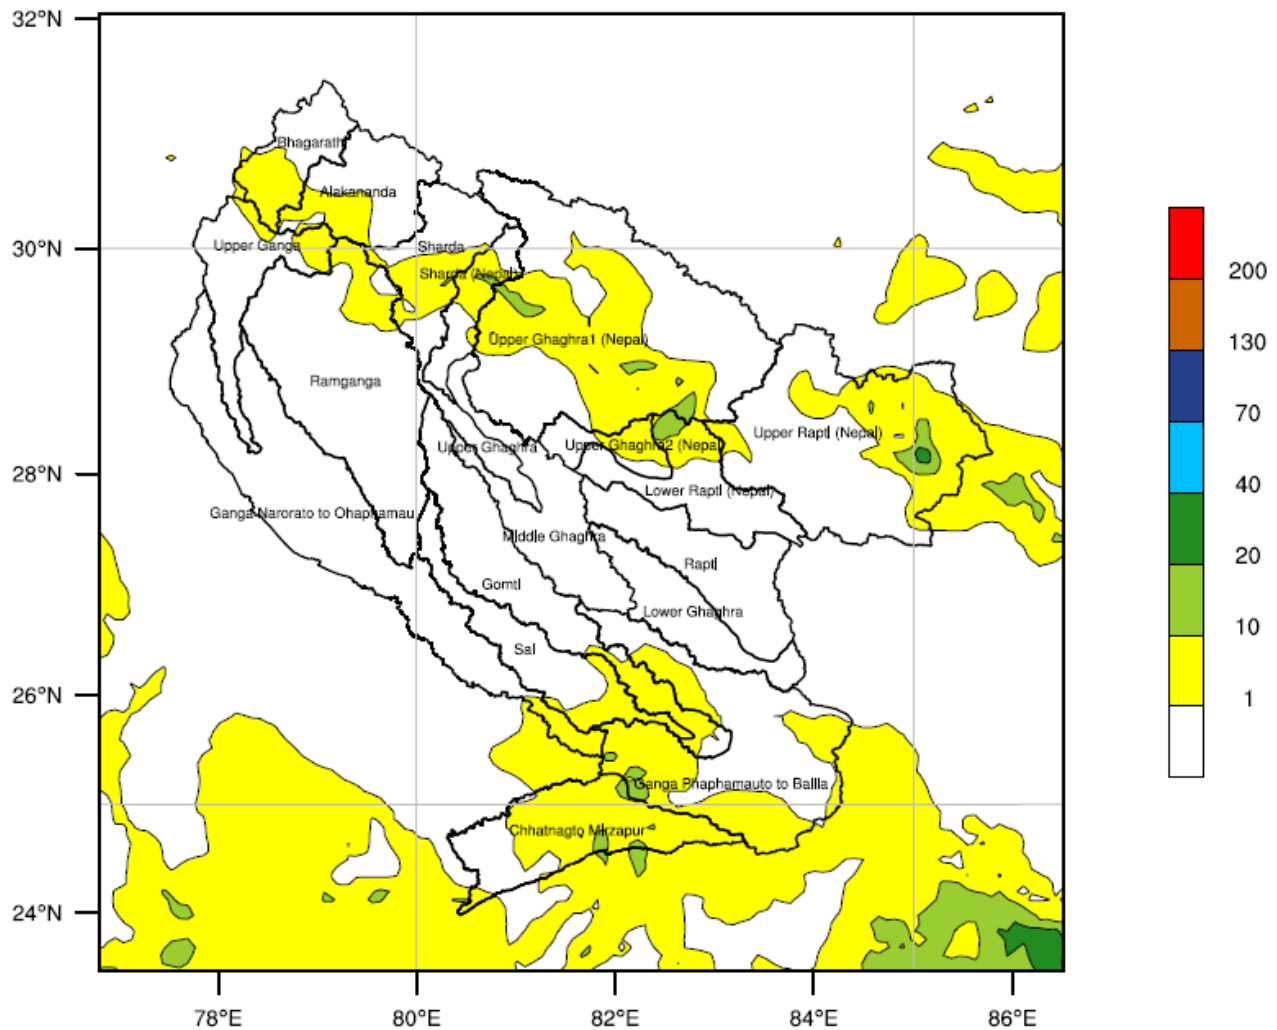 32°N
Bhagarath
Alakananda
Upper Ganga
Sharda
30°N
Sharda (Nepal)
200
Upper Ghaghra1 (Nepal)
130
Ramganga
70
Upper Rapti (Nepal)
Upper Ghaghra
Upper Ghaghra2 (Nepal
28°N
40
Lower Rapti (Nepal)
Ganga Narorato to Ohaphamau
Middle Ghaghra
20
Rapti
Gomti
Lower Ghaghra
10
Sai
26°N
1
Ganga Phaphamauto to Ballia
Chhatnagto Mirzapur
24°N
78°E
80°E
82°E
84°E
86°E